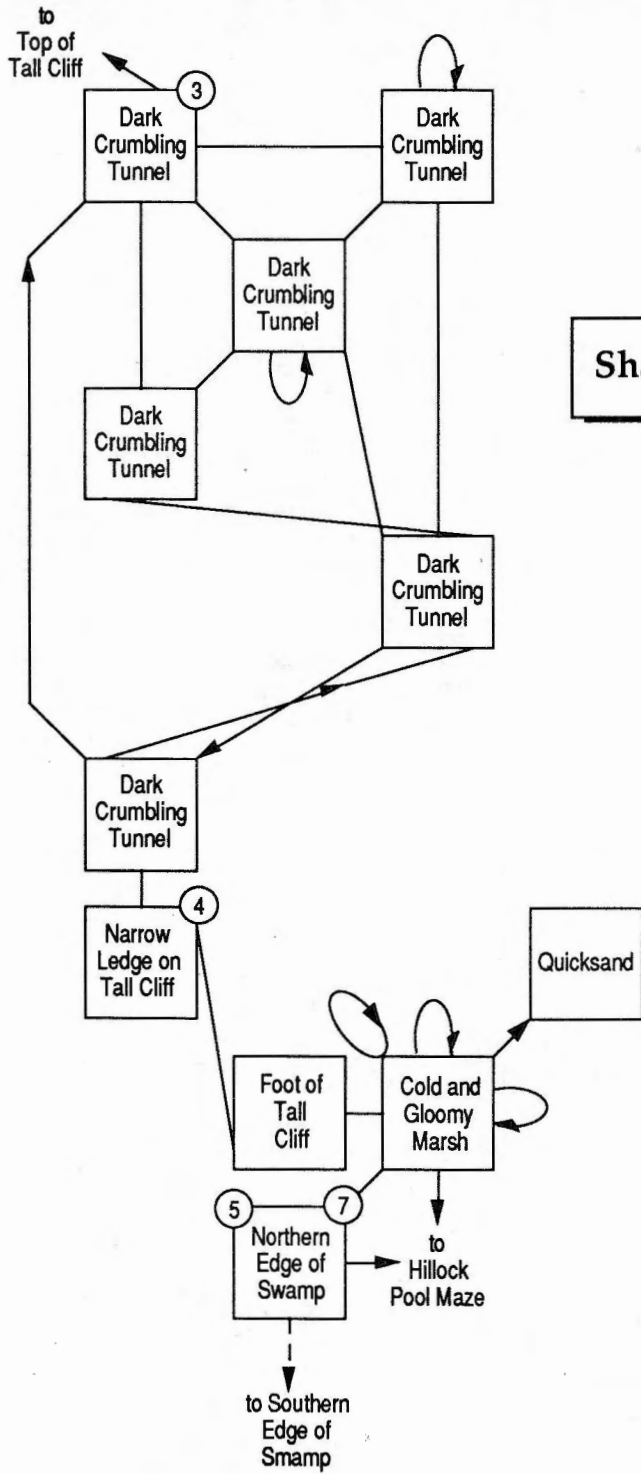 to
Top of
Tall Cliff
3
Dark
Crumbling
Tunnel
Dark
Crumbling
Tunnel
Dark
Crumbling
Tunnel
Sh
Dark
Crumbling
Tunnel
Dark
Crumbling
Tunnel
Dark
Crumbling
Tunnel
4
Narrow
Ledge on
Tall Cliff
Quicksand
Foot of
Tall
Cliff
Cold and
Gloomy
Marsh
5
7
Northern
Edge of
Swamp
to
Hillock
Pool Maze
to Southern
Edge of
Smamp